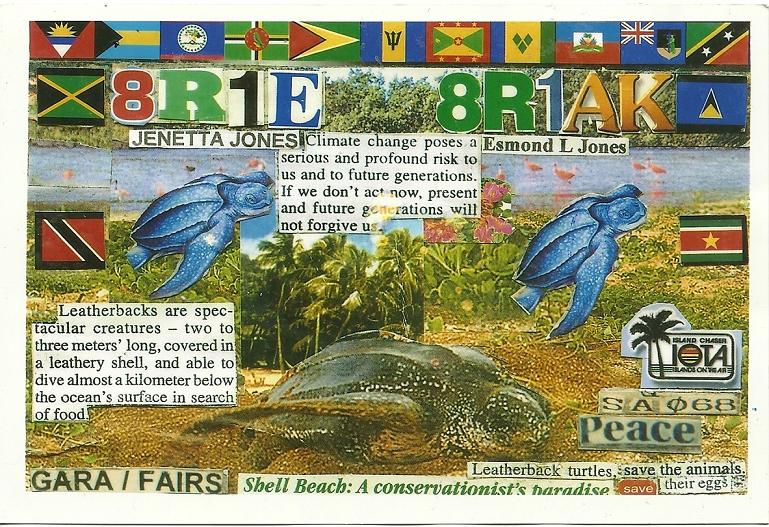 8R1E 8R1AK
JENETTA JONES
Esmond L Jones
Climate change poses a
serious and profound risk to
us and to future generations.
If we don't act now, present
and future generations will
not forgive us.
Leatherbacks are spec-
tacular creatures – two to
three meters' long, covered in
a leathery shell, and able to
dive almost a kilometer below
the ocean's surface in search
of food.
ISLAND CHASER
IOTA
ISLANDS ON THE AIR
SA Ø68
Peace
Leatherback turtles, save the animals.
save their eggs
GARA / FAIRS
Shell Beach: A conservationist's paradise